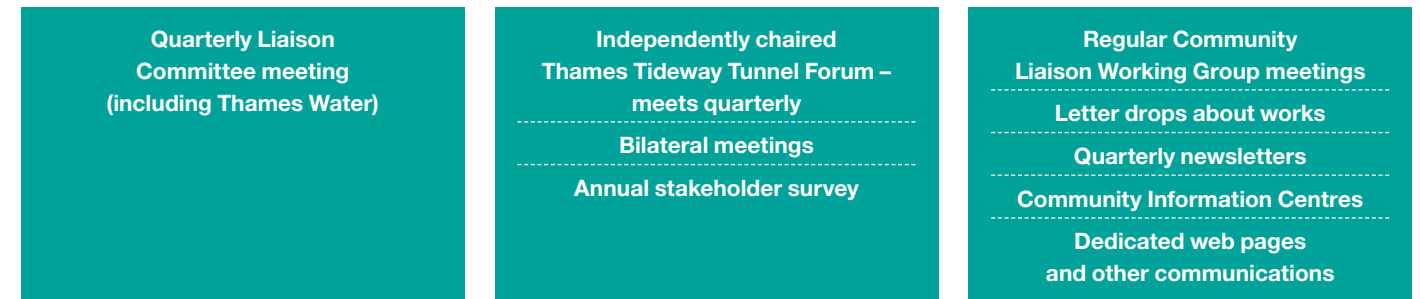 Quarterly Liaison
Committee meeting
(including Thames Water)
Independently chaired
Thames Tideway Tunnel Forum –
meets quarterly
Bilateral meetings
Annual stakeholder survey
Regular Community
Liaison Working Group meetings
Letter drops about works
Quarterly newsletters
Community Information Centres
Dedicated web pages
and other communications